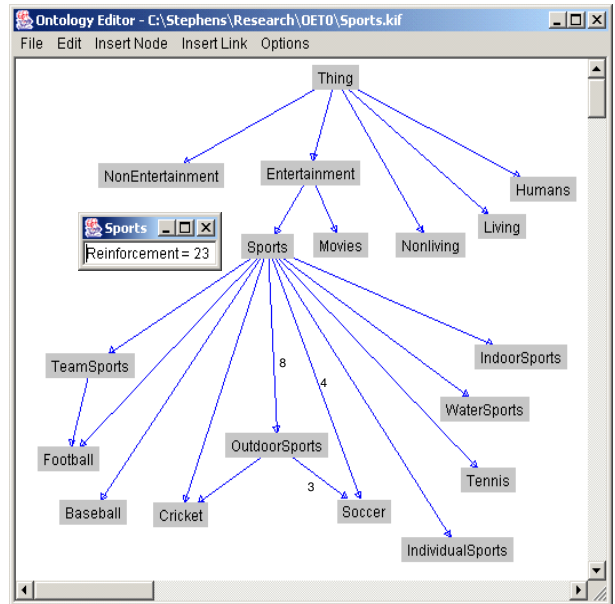 Ontology Editor - C:\Stephens\Research\OET0\Sports.kif
File Edit Insert Node Insert Link Options
Thing
NonEntertainment
Entertainment
Humans
Living
Sports
Reinforcement = 23
Sports
Movies
Nonliving
TeamSports
8
4
IndoorSports
WaterSports
Football
OutdoorSports
Tennis
3
Baseball
Cricket
Soccer
IndividualSports